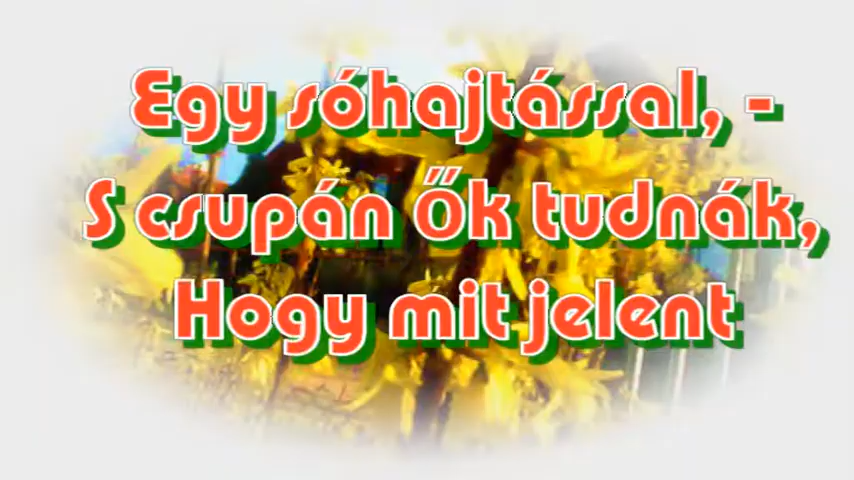 Egy sóhajtással, -
S csupán Ők tudnák,
Hogy mit jelent